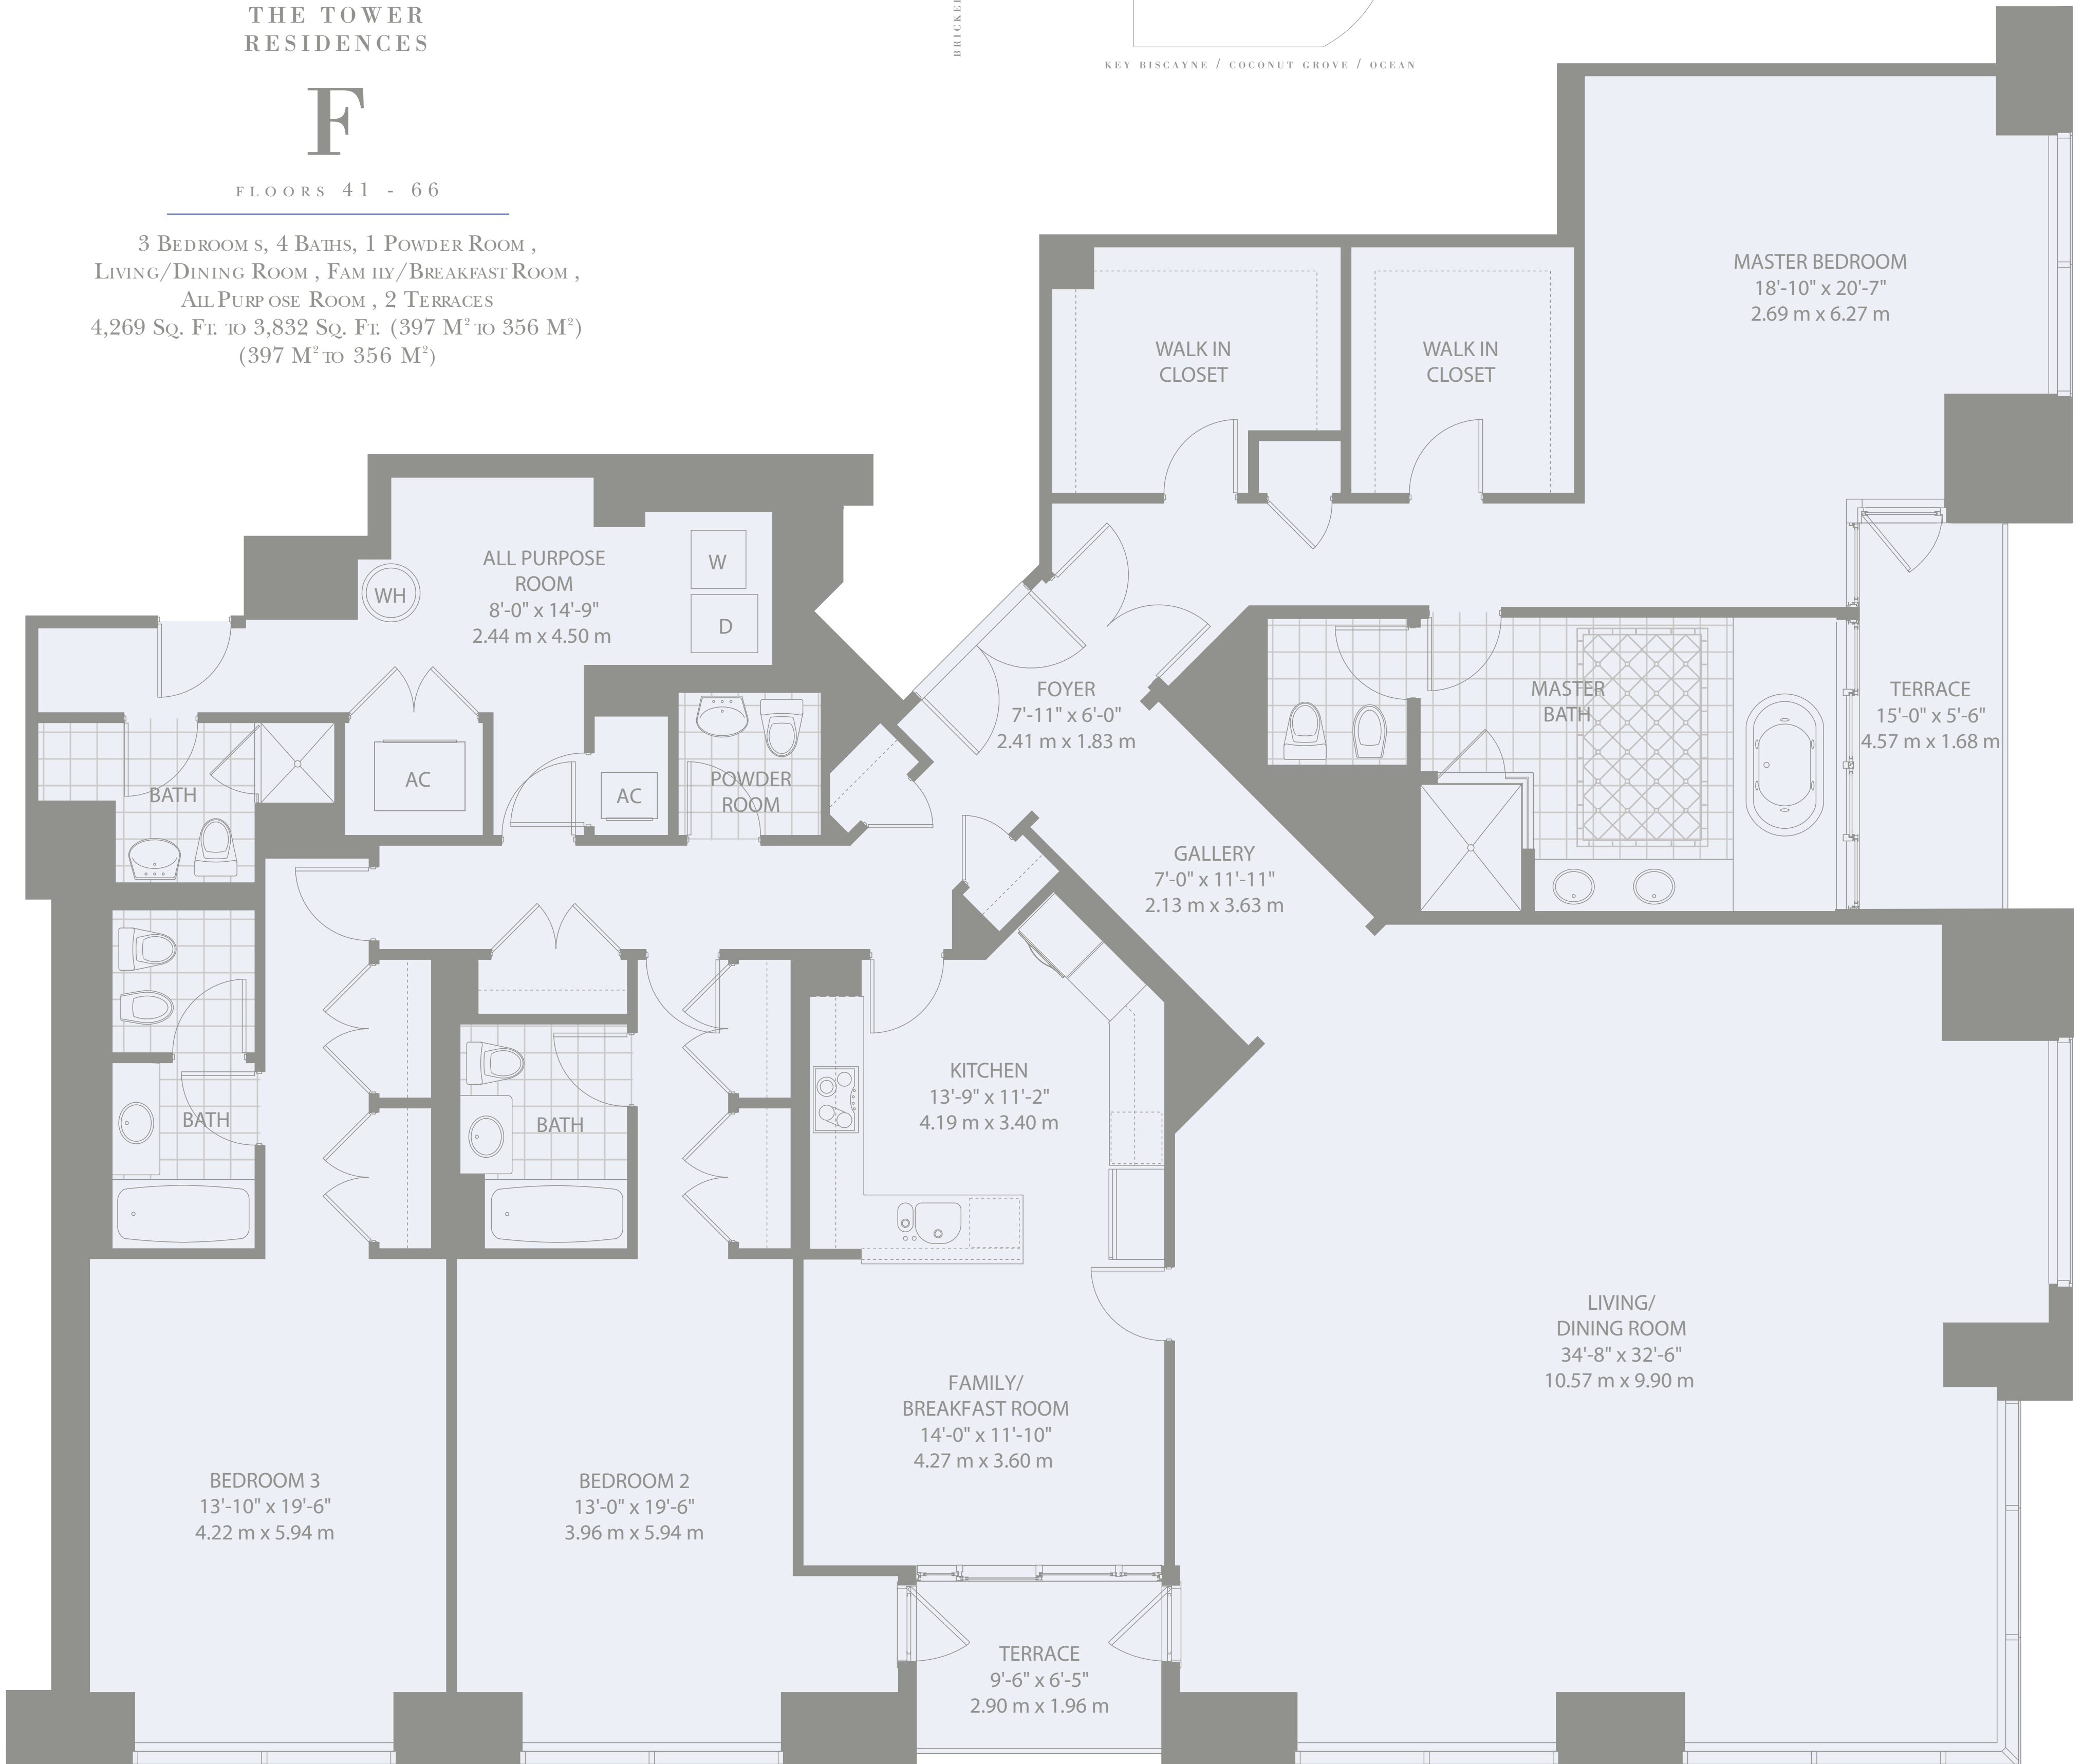 THE TOWER
RESIDENCES
F
FLOORS 41 - 66
3 BEDROOMS, 4 BATHS, 1 POWDER ROOM,
LIVING/DINING ROOM, FAMILY/BREAKFAST ROOM,
ALL PURPOSE ROOM, 2 TERRACES
4,269 SQ. FT. TO 3,832 SQ. FT. (397 M² TO 356 M²)
(397 M² TO 356 M²)
KEY BISCAYNE / COCONUT GROVE / OCEAN
MASTER BEDROOM
18'-10" x 20'-7"
2.69 m x 6.27 m
WALK IN
CLOSET
WALK IN
CLOSET
ALL PURPOSE
ROOM
8'-0" x 14'-9"
2.44 m x 4.50 m
WH
W
D
FOYER
7'-11" x 6'-0"
2.41 m x 1.83 m
MASTER
BATH
TERRACE
15'-0" x 5'-6"
4.57 m x 1.68 m
BATH
AC
AC
POWDER
ROOM
GALLERY
7'-0" x 11'-11"
2.13 m x 3.63 m
BATH
BATH
KITCHEN
13'-9" x 11'-2"
4.19 m x 3.40 m
LIVING/
DINING ROOM
34'-8" x 32'-6"
10.57 m x 9.90 m
FAMILY/
BREAKFAST ROOM
14'-0" x 11'-10"
4.27 m x 3.60 m
BEDROOM 3
13'-10" x 19'-6"
4.22 m x 5.94 m
BEDROOM 2
13'-0" x 19'-6"
3.96 m x 5.94 m
TERRACE
9'-6" x 6'-5"
2.90 m x 1.96 m